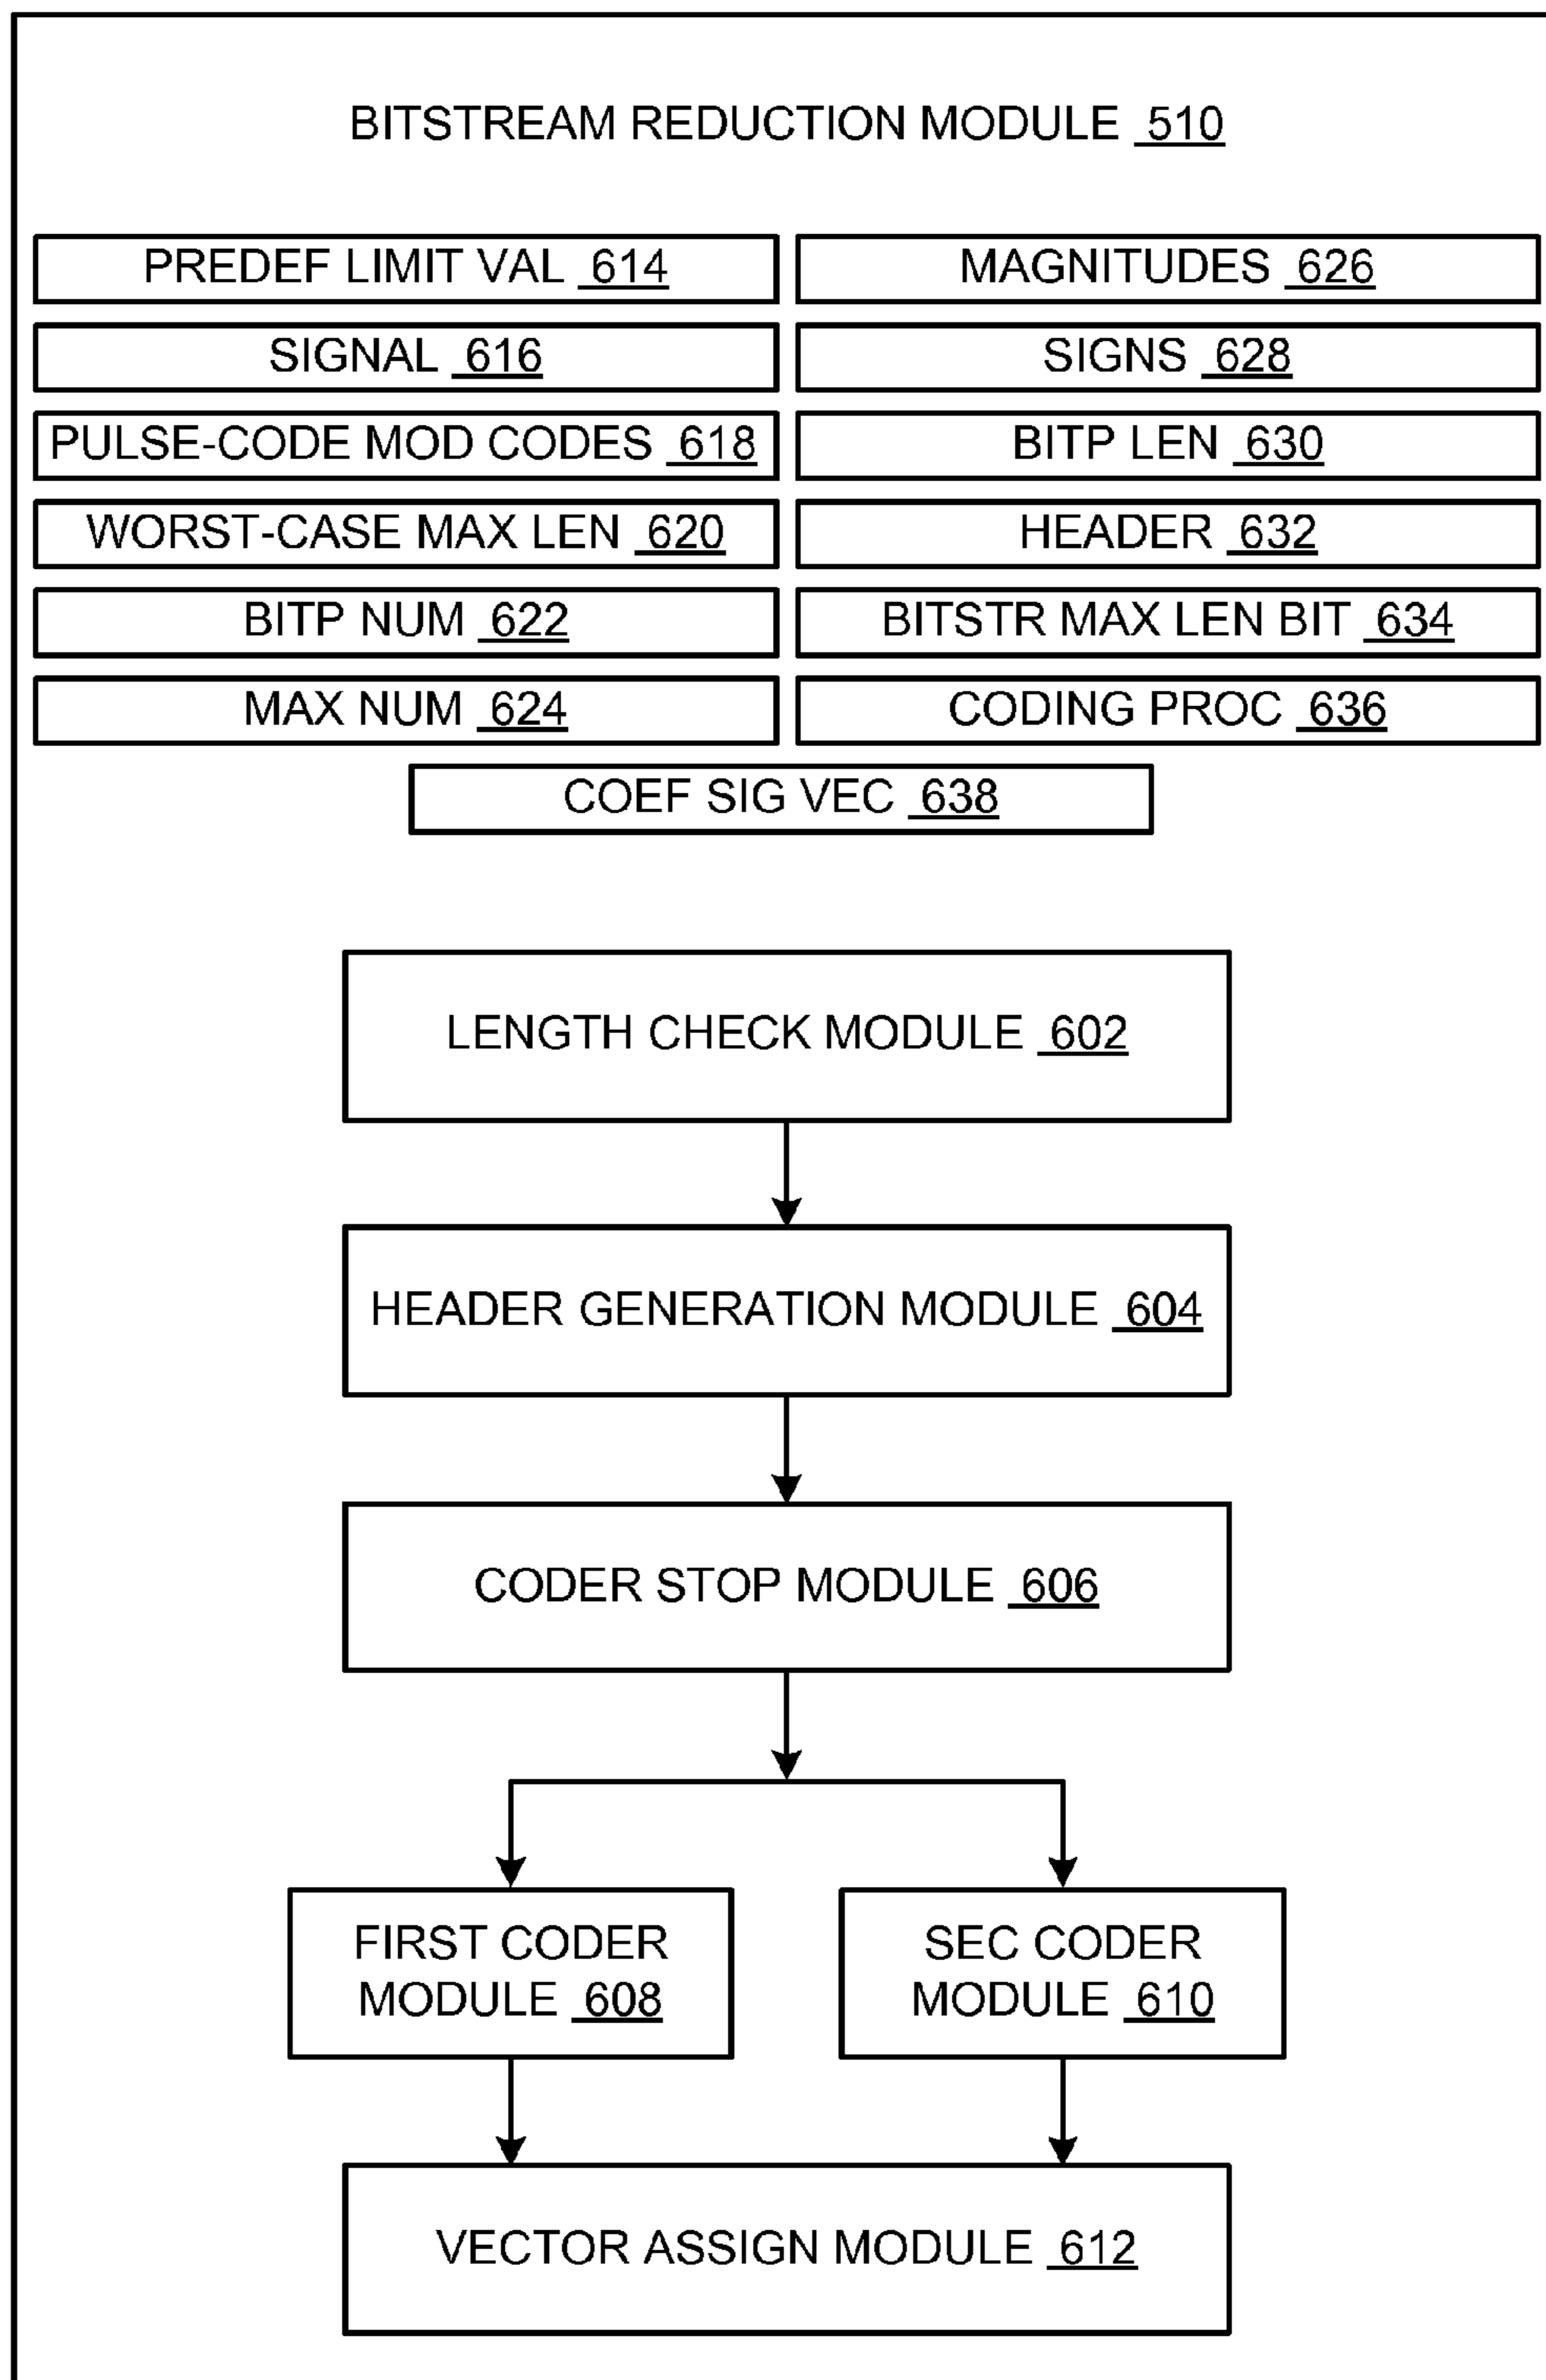 BITSTREAM REDUCTION MODULE 510
PREDEF LIMIT VAL 614
MAGNITUDES 626
SIGNAL 616
SIGNS 628
PULSE-CODE MOD CODES 618
BITP LEN 630
WORST-CASE MAX LEN 620
HEADER 632
BITP NUM 622
BITSTR MAX LEN BIT 634
MAX NUM 624
CODING PROC 636
COEF SIG VEC 638
LENGTH CHECK MODULE 602
HEADER GENERATION MODULE 604
CODER STOP MODULE 606
FIRST CODER
MODULE 608
SEC CODER
MODULE 610
VECTOR ASSIGN MODULE 612